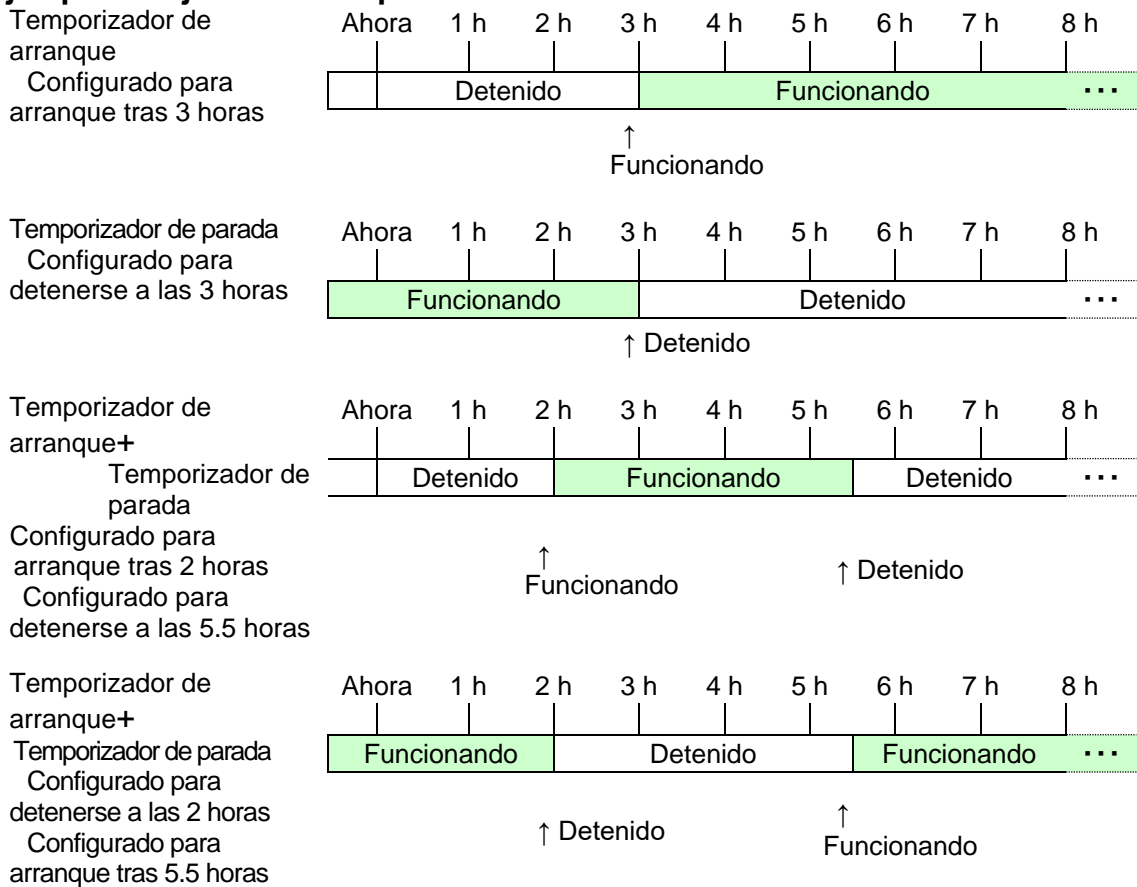 Temporizador de
arranque
Configurado para
arranque tras 3 horas
Ahora 1 h 2 h 3 h 4 h 5 h 6 h 7 h 8 h
Detenido Funcionando ...
↑
Funcionando
Temporizador de parada
Configurado para
detenerse a las 3 horas
Ahora 1 h 2 h 3 h 4 h 5 h 6 h 7 h 8 h
Funcionando Detenido ...
↑ Detenido
Temporizador de
arranque+
Temporizador de
parada
Configurado para
arranque tras 2 horas
Configurado para
detenerse a las 5.5 horas
Ahora 1 h 2 h 3 h 4 h 5 h 6 h 7 h 8 h
Detenido Funcionando Detenido ...
↑
Funcionando
↑ Detenido
Temporizador de
arranque+
Temporizador de parada
Configurado para
detenerse a las 2 horas
Configurado para
arranque tras 5.5 horas
Ahora 1 h 2 h 3 h 4 h 5 h 6 h 7 h 8 h
Funcionando Detenido Funcionando ...
↑ Detenido
↑
Funcionando